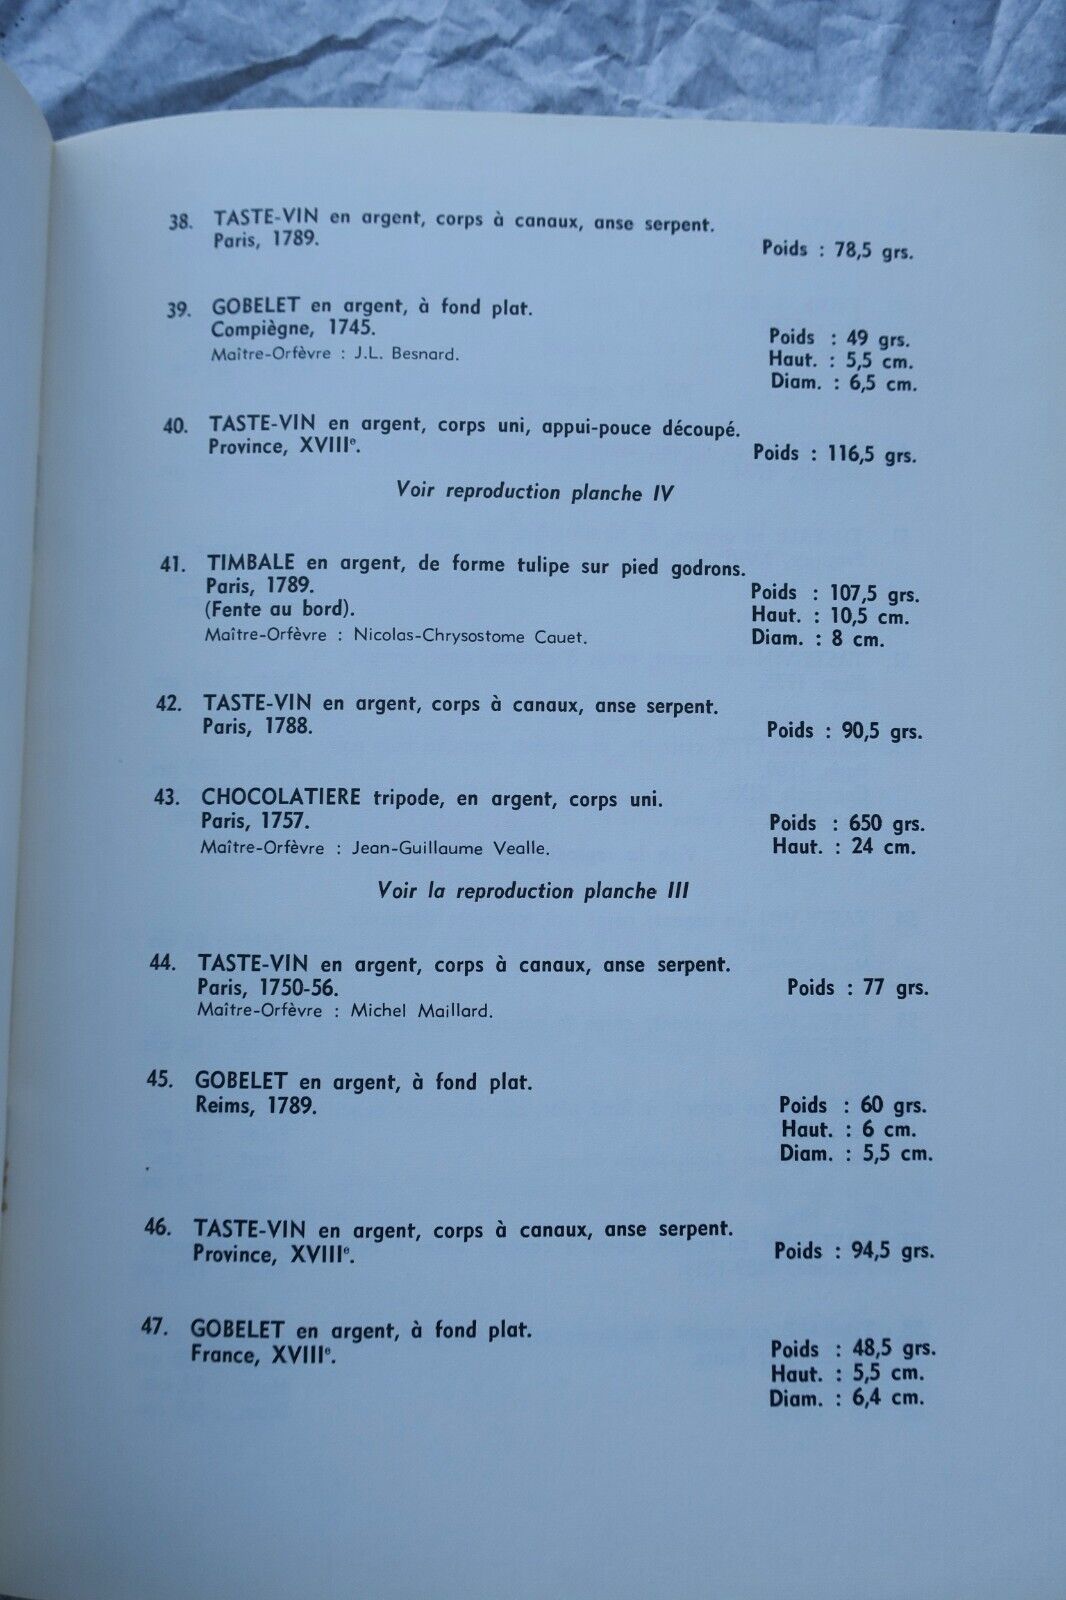 38. TASTE-VIN en argent, corps à canaux, anse serpent.
Paris, 1789.
Poids : 78,5 grs.
39. GOBELET en argent, à fond plat.
Compiègne, 1745.
Maître-Orfèvre : J.L. Besnard.
Poids : 49 grs.
Haut. : 5,5 cm.
Diam. : 6,5 cm.
40. TASTE-VIN en argent, corps uni, appui-pouce découpé.
Province, XVIIIe.
Poids : 116,5 grs.
Voir reproduction planche IV
41. TIMBALE en argent, de forme tulipe sur pied godrons.
Paris, 1789.
(Fente au bord).
Maître-Orfèvre : Nicolas-Chrysostome Cauet.
Poids : 107,5 grs.
Haut. : 10,5 cm.
Diam. : 8 cm.
42. TASTE-VIN en argent, corps à canaux, anse serpent.
Paris, 1788.
Poids : 90,5 grs.
43. CHOCOLATIERE tripode, en argent, corps uni.
Paris, 1757.
Maître-Orfèvre : Jean-Guillaume Vealle.
Poids : 650 grs.
Haut. : 24 cm.
Voir la reproduction planche III
44. TASTE-VIN en argent, corps à canaux, anse serpent.
Paris, 1750-56.
Maître-Orfèvre : Michel Maillard.
Poids : 77 grs.
45. GOBELET en argent, à fond plat.
Reims, 1789.
Poids : 60 grs.
Haut. : 6 cm.
Diam. : 5,5 cm.
46. TASTE-VIN en argent, corps à canaux, anse serpent.
Province, XVIIIe.
Poids : 94,5 grs.
47. GOBELET en argent, à fond plat.
France, XVIIIe.
Poids : 48,5 grs.
Haut. : 5,5 cm.
Diam. : 6,4 cm.